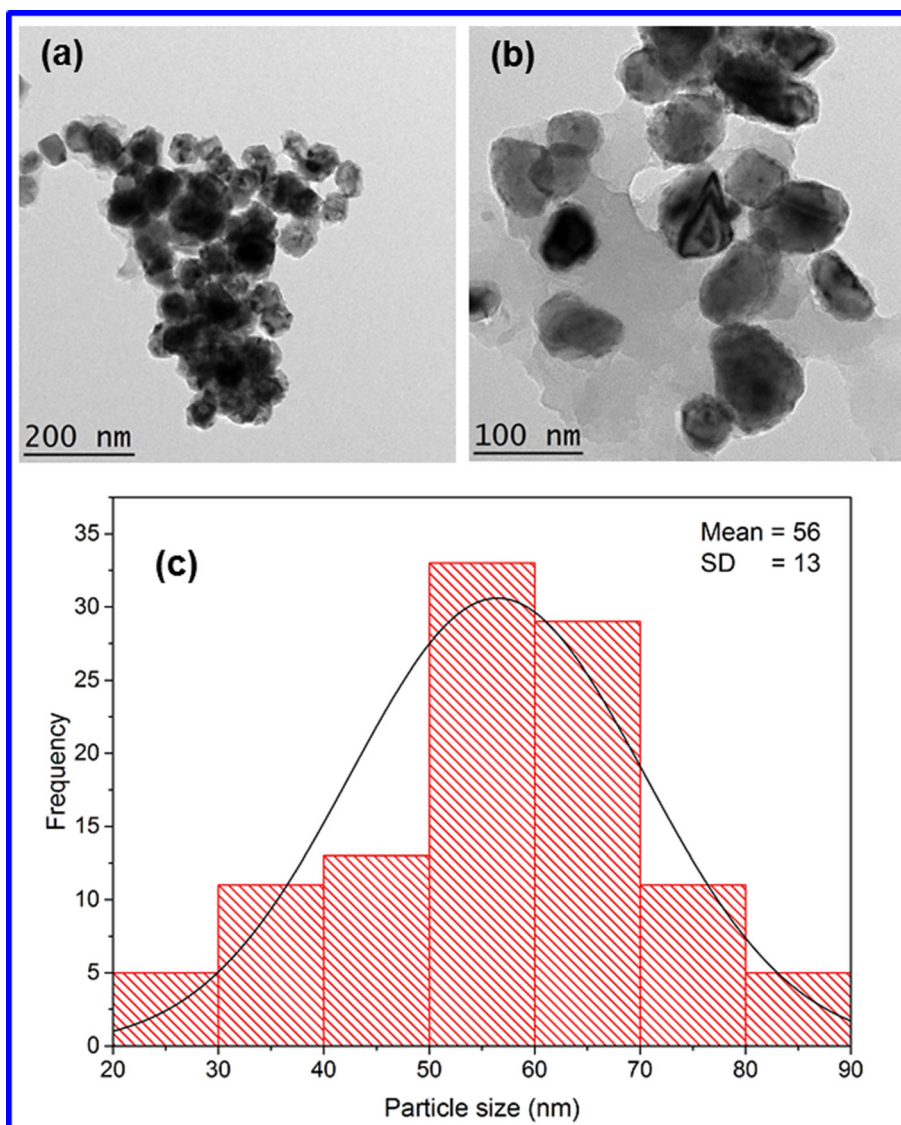 (a)
200 nm
(b)
100 nm
(c)
Mean = 56
SD = 13
Frequency
35
30
25
20
15
10
5
0
20 30 40 50 60 70 80 90
Particle size (nm)